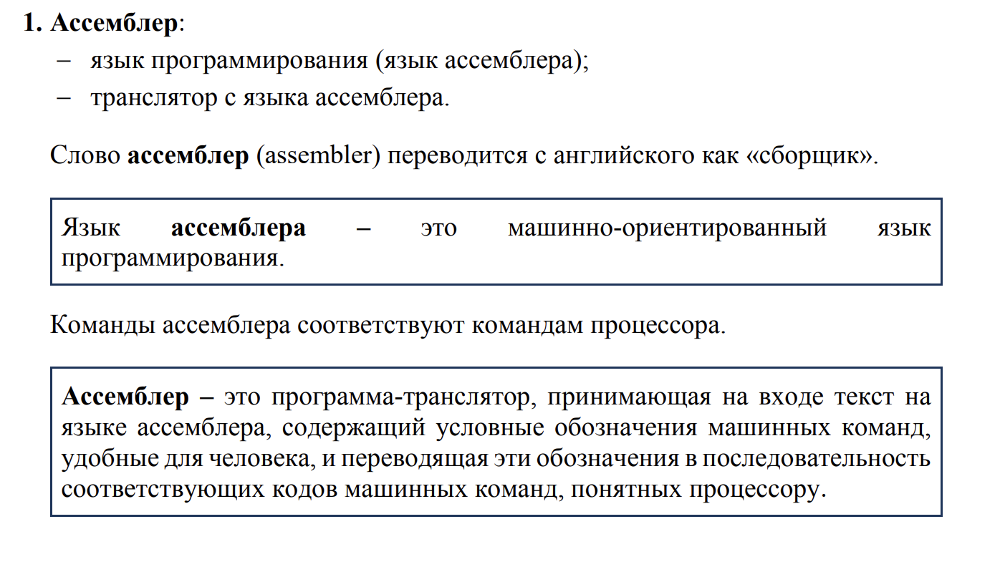 1. Ассемблер:
– язык программирования (язык ассемблера);
– транслятор с языка ассемблера.
Слово ассемблер (assembler) переводится с английского как «сборщик».
Язык ассемблера – это машинно-ориентированный язык
программирования.
Команды ассемблера соответствуют командам процессора.
Ассемблер – это программа-транслятор, принимающая на входе текст на
языке ассемблера, содержащий условные обозначения машинных команд,
удобные для человека, и переводящая эти обозначения в последовательность
соответствующих кодов машинных команд, понятных процессору.